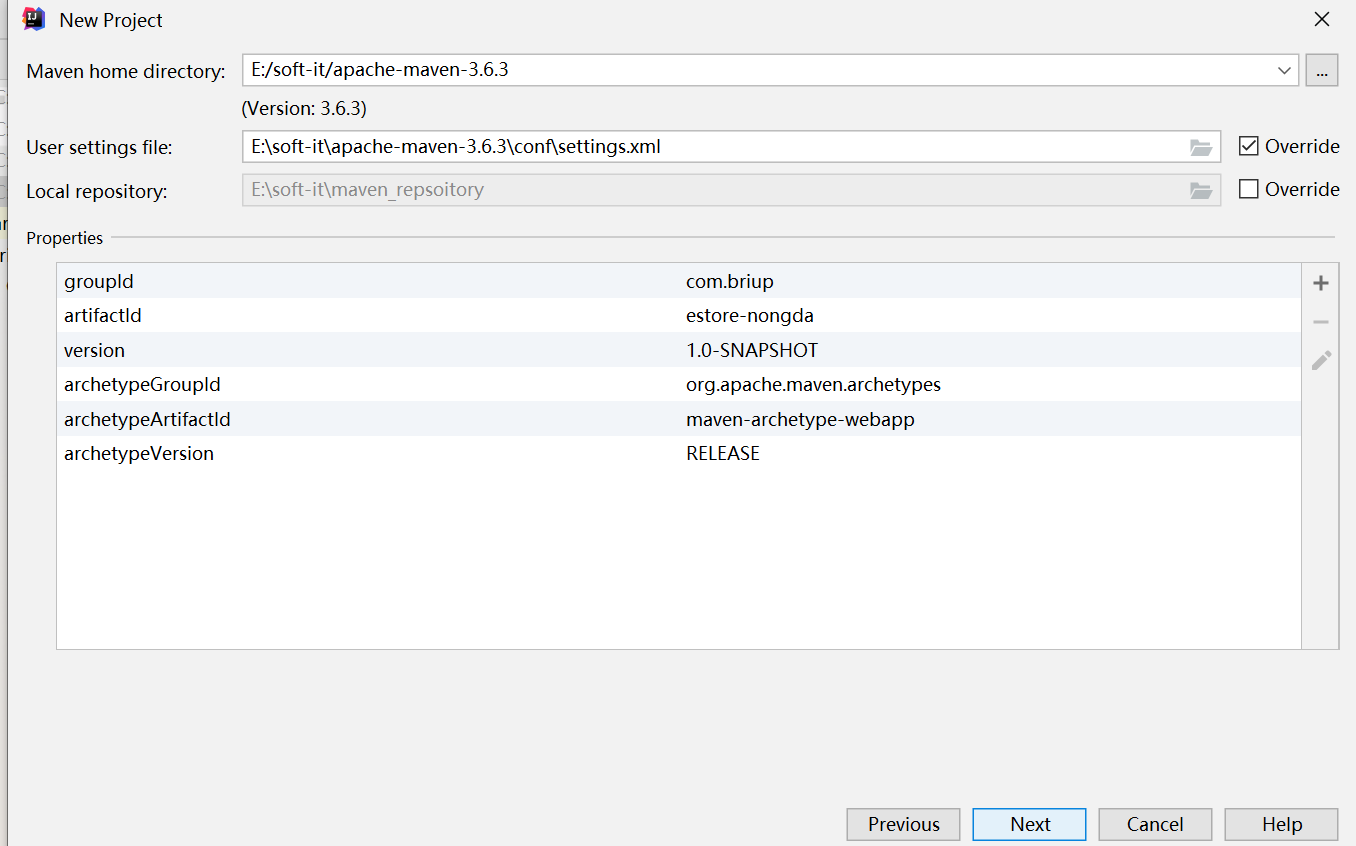 New Project
Maven home directory: E:/soft-it/apache-maven-3.6.3 ...
(Version: 3.6.3)
User settings file: E:\soft-it\apache-maven-3.6.3\conf\settings.xml Override
Local repository: E:\soft-it\maven_repsoitory Override
Properties
groupId com.briup
artifactId estore-nongda
version 1.0-SNAPSHOT
archetypeGroupId org.apache.maven.archetypes
archetypeArtifactId maven-archetype-webapp
archetypeVersion RELEASE
Previous Next Cancel Help